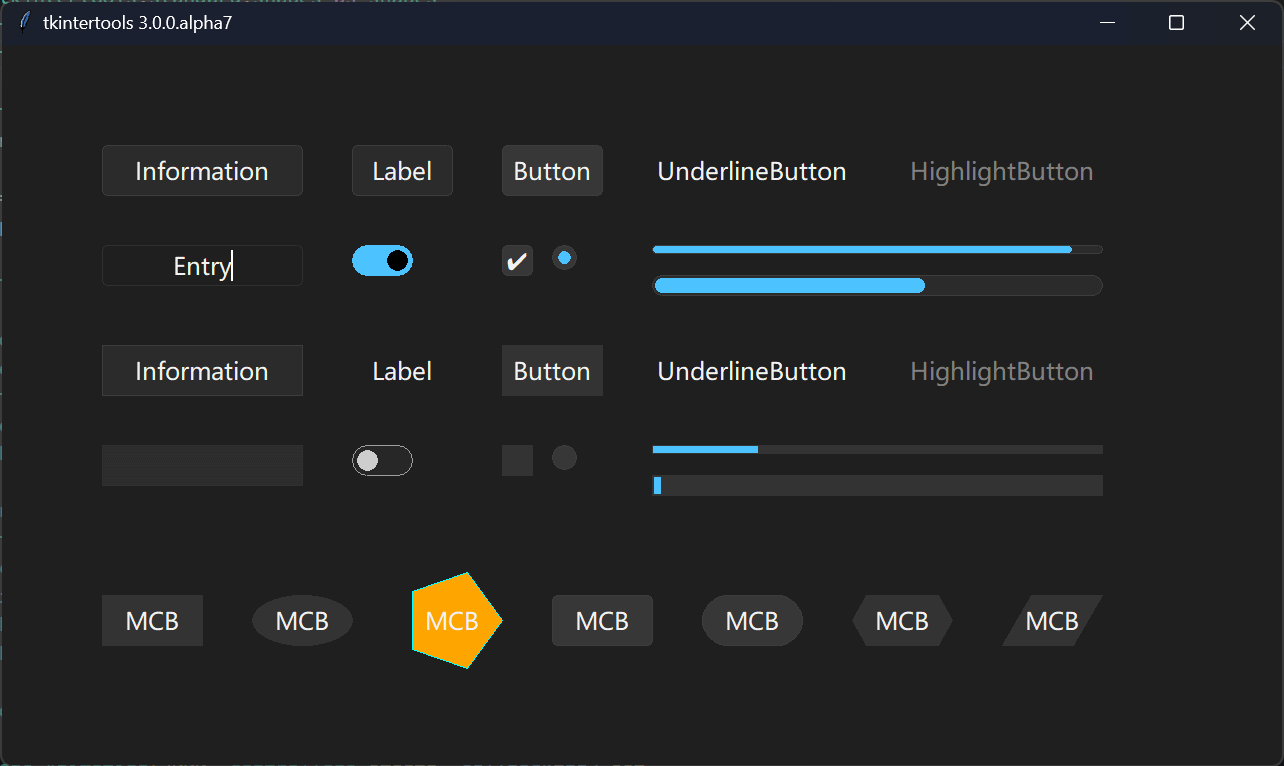 tkintertools 3.0.0.alpha7
Information Label Button UnderlineButton HighlightButton
Entry
Information Label Button UnderlineButton HighlightButton
MCB MCB MCB MCB MCB MCB MCB